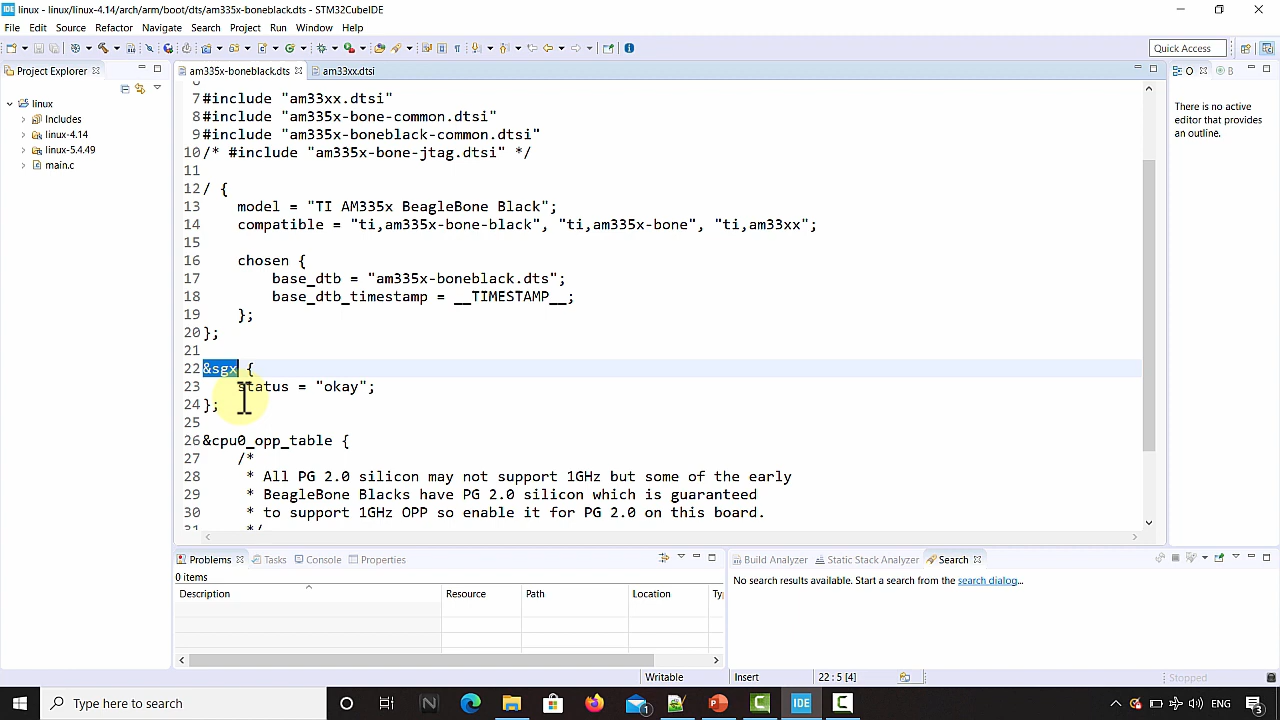 linux - linux/linux-4.14/arch/arm/boot/dts/am335x-boneblack.dts - STM32CubeIDE
File Edit Source Refactor Navigate Search Project Run Window Help
Quick Access
Project Explorer
linux
Includes
linux-4.14
linux-5.4.49
main.c
am335x-boneblack.dts
am33xx.dtsi
7 #include "am33xx.dtsi"
8 #include "am335x-bone-common.dtsi"
9 #include "am335x-boneblack-common.dtsi"
10 /* #include "am335x-bone-jtag.dtsi" */
11
12 / {
13 model = "TI AM335x BeagleBone Black";
14 compatible = "ti,am335x-bone-black", "ti,am335x-bone", "ti,am33xx";
15
16 chosen {
17 base_dtb = "am335x-boneblack.dts";
18 base_dtb_timestamp = __TIMESTAMP__;
19 };
20 };
21
22 &sgx {
23 status = "okay";
24 };
25
26 &cpu0_opp_table {
27 /*
28 * All PG 2.0 silicon may not support 1GHz but some of the early
29 * BeagleBone Blacks have PG 2.0 silicon which is guaranteed
30 * to support 1GHz OPP so enable it for PG 2.0 on this board.
31 */
O
B
There is no active
editor that provides
an outline.
Problems Tasks Console Properties
0 items
Description Resource Path Location Ty
Build Analyzer Static Stack Analyzer Search
No search results available. Start a search from the search dialog...
Writable Insert 22 : 5 [4] Stopped
Type here to search
IDE
ENG